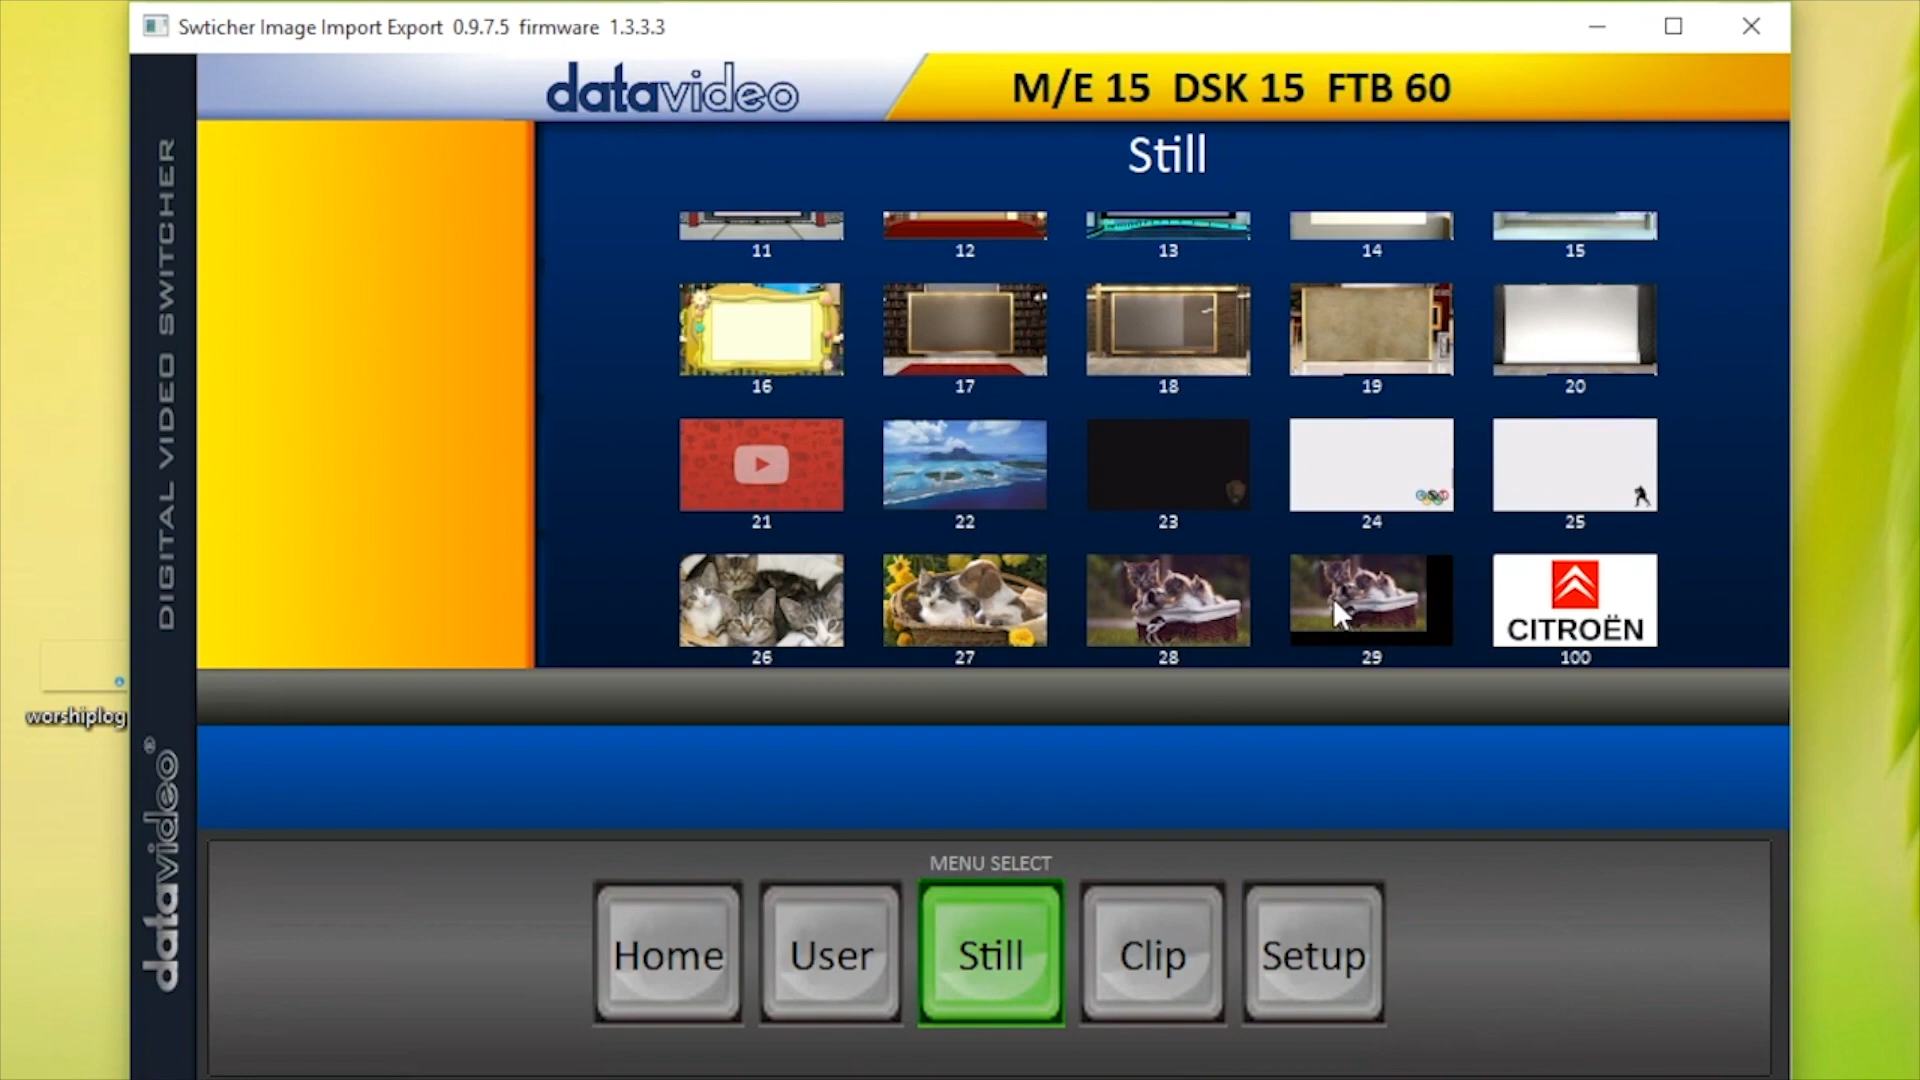 Swticher Image Import Export 0.9.7.5 firmware 1.3.3.3
datavideo
M/E 15 DSK 15 FTB 60
Still
11 12 13 14 15
16 17 18 19 20
21 22 23 24 25
CITROËN
26 27 28 29 100
DIGITAL VIDEO SWITCHER
datavideo®
worshiplog
MENU SELECT
Home User Still Clip Setup